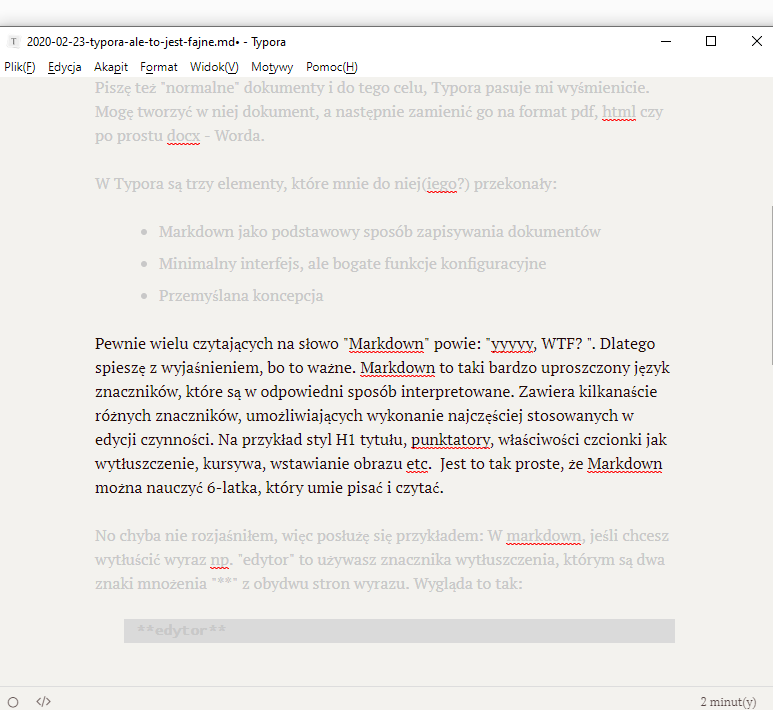 T 2020-02-23-typora-ale-to-jest-fajne.md• - Typora
Plik(F) Edycja Akapit Format Widok(V) Motywy Pomoc(H)
Piszę też "normalne" dokumenty i do tego celu, Typora pasuje mi wyśmienicie.
Mogę tworzyć w niej dokument, a następnie zamienić go na format pdf, html czy
po prostu docx - Worda.
W Typora są trzy elementy, które mnie do niej(iego?) przekonały:
• Markdown jako podstawowy sposób zapisywania dokumentów
• Minimalny interfejs, ale bogate funkcje konfiguracyjne
• Przemyślana koncepcja
Pewnie wielu czytających na słowo "Markdown" powie: "yyyyy, WTF? ". Dlatego
spieszę z wyjaśnieniem, bo to ważne. Markdown to taki bardzo uproszczony język
znaczników, które są w odpowiedni sposób interpretowane. Zawiera kilkanaście
różnych znaczników, umożliwiających wykonanie najczęściej stosowanych w
edycji czynności. Na przykład styl H1 tytułu, punktatory, właściwości czcionki jak
wytłuszczenie, kursywa, wstawianie obrazu etc.  Jest to tak proste, że Markdown
można nauczyć 6-latka, który umie pisać i czytać.
No chyba nie rozjaśniłem, więc posłużę się przykładem: W markdown, jeśli chcesz
wytłuścić wyraz np. "edytor" to używasz znacznika wytłuszczenia, którym są dwa
znaki mnożenia "**" z obydwu stron wyrazu. Wygląda to tak:
**edytor**
</> 2 minut(y)